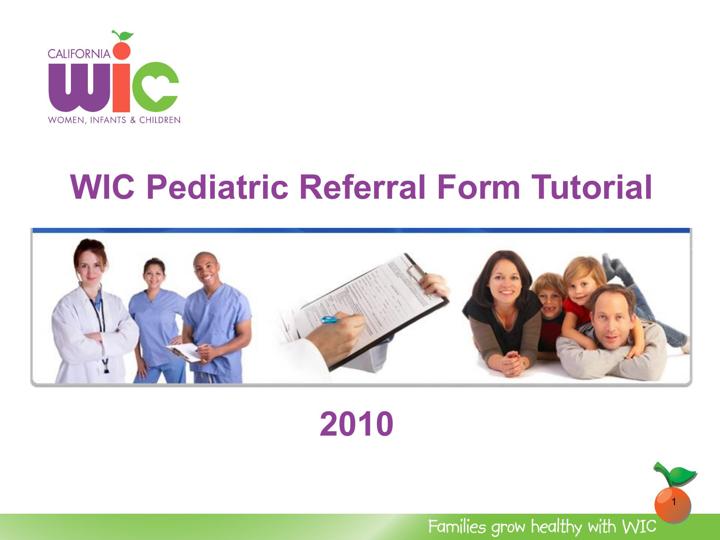 CALIFORNIA
wic
WOMEN, INFANTS & CHILDREN
WIC Pediatric Referral Form Tutorial
2010
1
Families grow healthy with WIC